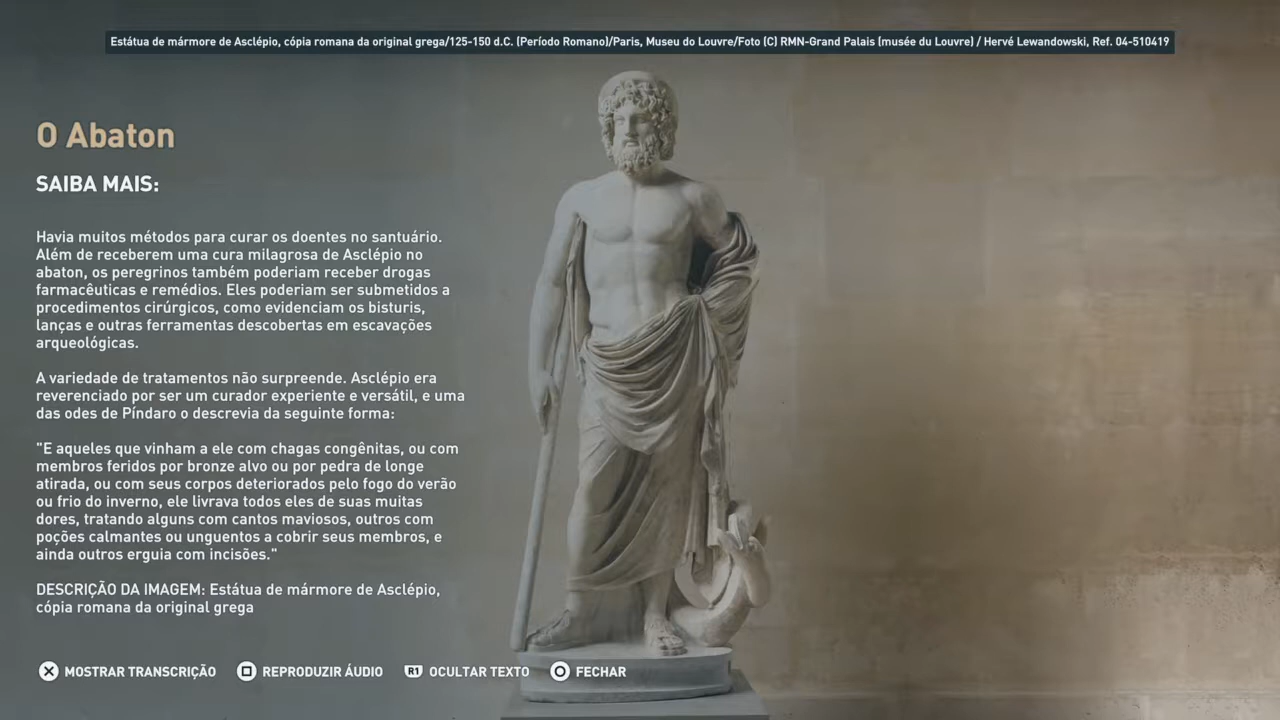 Estátua de mármore de Asclépio, cópia romana da original grega/125-150 d.C. (Período Romano)/Paris, Museu do Louvre/Foto (C) RMN-Grand Palais (musée du Louvre) / Hervé Lewandowski, Ref. 04-510419
O Abaton
SAIBA MAIS:
Havia muitos métodos para curar os doentes no santuário.
Além de receberem uma cura milagrosa de Asclépio no
abaton, os peregrinos também poderiam receber drogas
farmacêuticas e remédios. Eles poderiam ser submetidos a
procedimentos cirúrgicos, como evidenciam os bisturis,
lanças e outras ferramentas descobertas em escavações
arqueológicas.
A variedade de tratamentos não surpreende. Asclépio era
reverenciado por ser um curador experiente e versátil, e uma
das odes de Píndaro o descrevia da seguinte forma:
"E aqueles que vinham a ele com chagas congênitas, ou com
membros feridos por bronze alvo ou por pedra de longe
atirada, ou com seus corpos deteriorados pelo fogo do verão
ou frio do inverno, ele livrava todos eles de suas muitas
dores, tratando alguns com cantos maviosos, outros com
poções calmantes ou unguentos a cobrir seus membros, e
ainda outros erguia com incisões."
DESCRIÇÃO DA IMAGEM: Estátua de mármore de Asclépio,
cópia romana da original grega
MOSTRAR TRANSCRIÇÃO REPRODUZIR ÁUDIO R1 OCULTAR TEXTO FECHAR